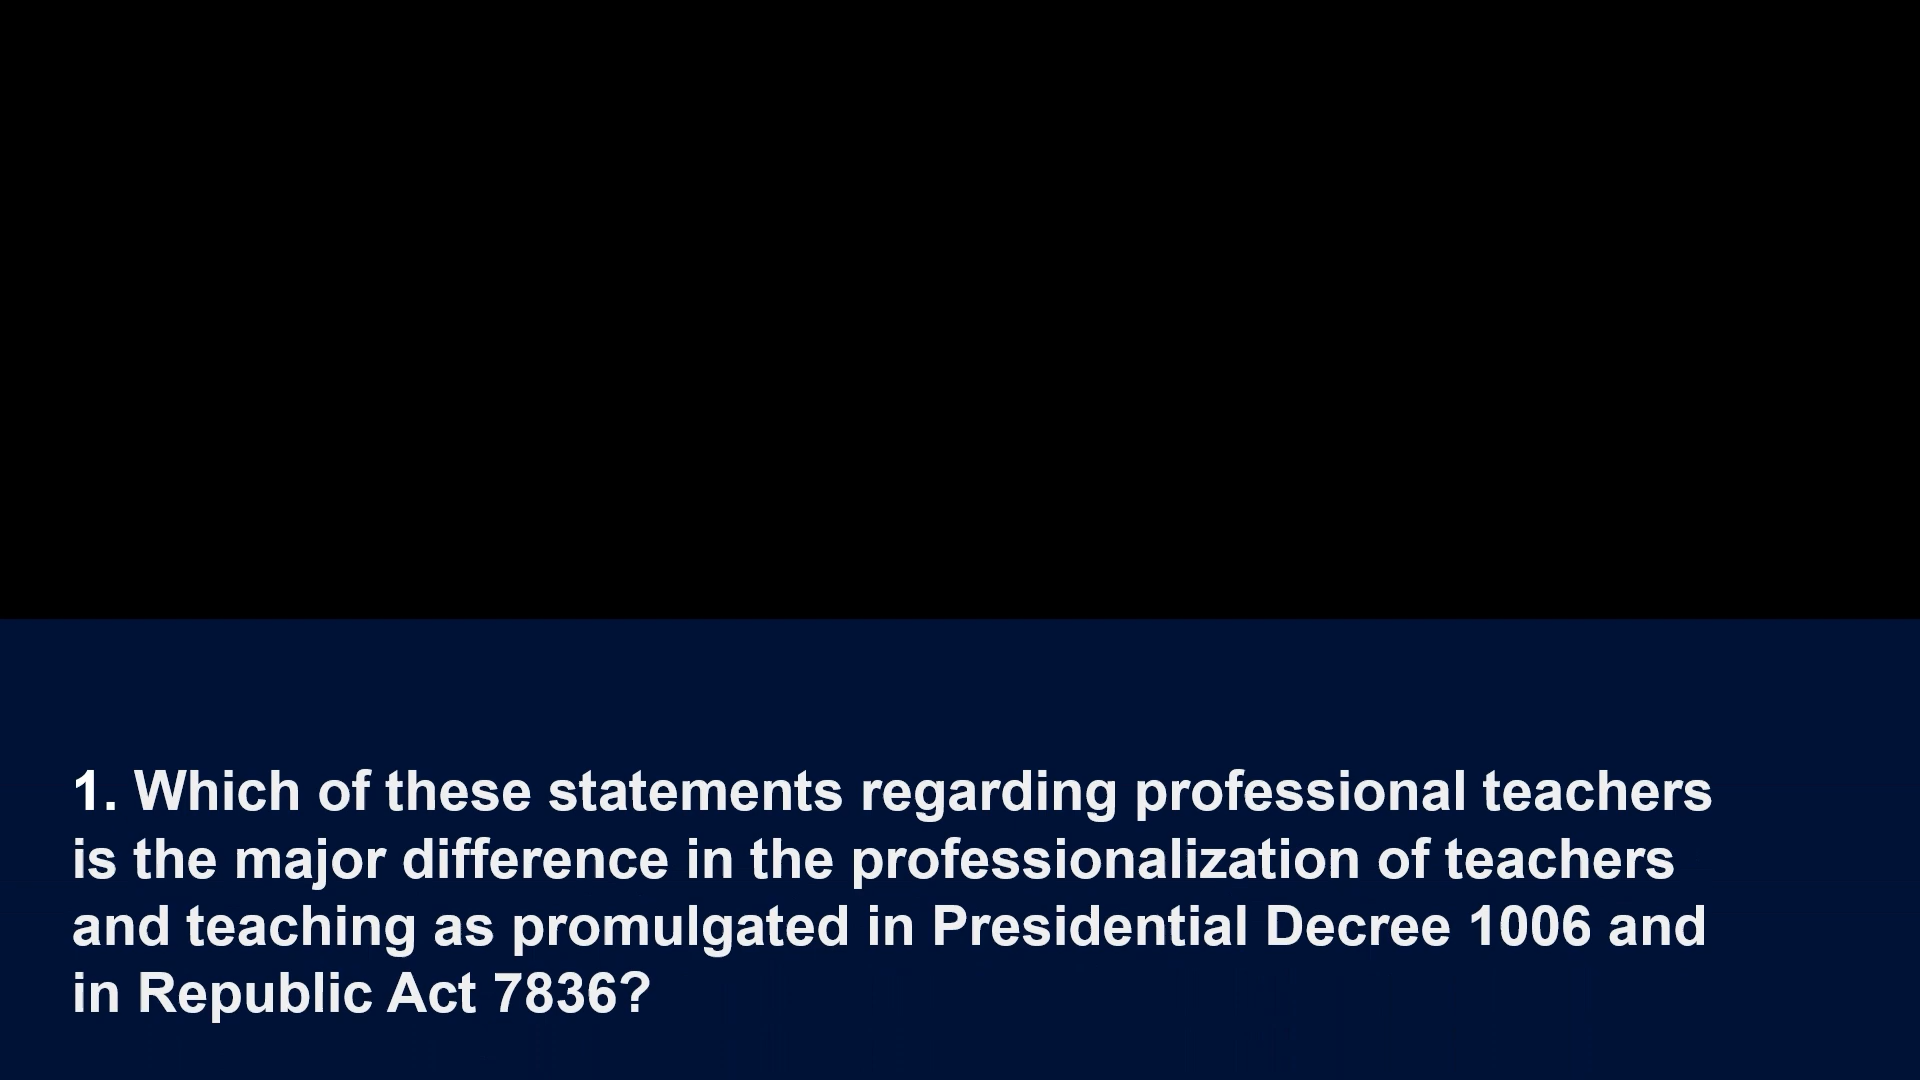 1. Which of these statements regarding professional teachers
is the major difference in the professionalization of teachers
and teaching as promulgated in Presidential Decree 1006 and
in Republic Act 7836?